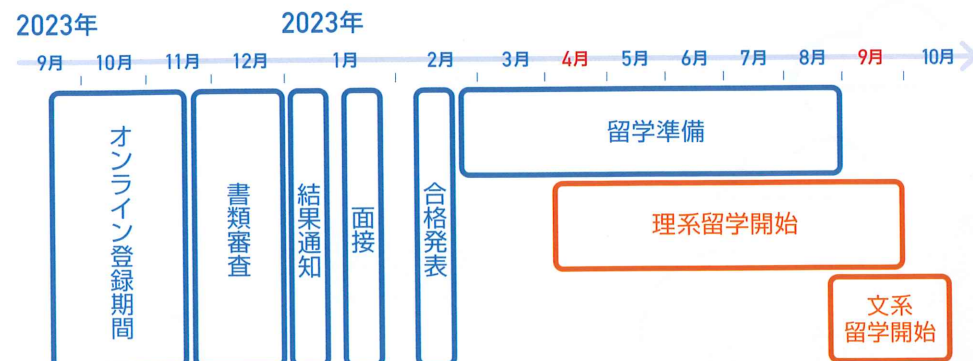 2023年
2023年
9月 10月 11月 12月 1月 2月 3月 4月 5月 6月 7月 8月 9月 10月
オンライン登録期間
書類審査
結果通知
面接
合格発表
留学準備
理系留学開始
文系
留学開始